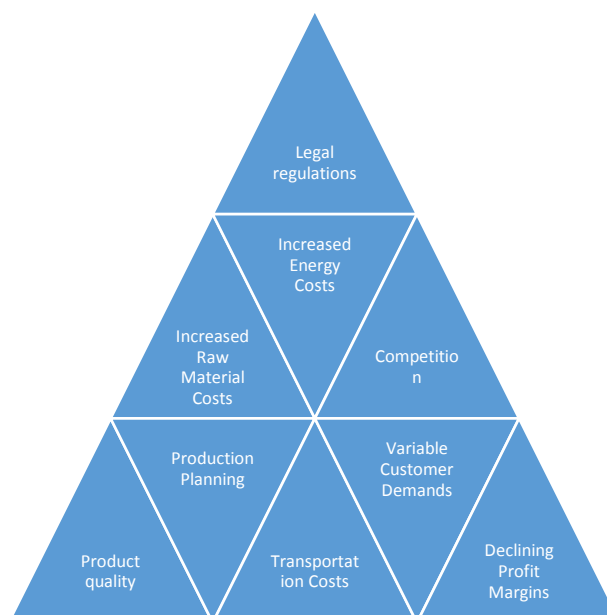 Legal
regulations
Increased
Energy
Costs
Increased
Raw
Material
Costs
Competitio
n
Production
Planning
Variable
Customer
Demands
Product
quality
Transportat
ion Costs
Declining
Profit
Margins